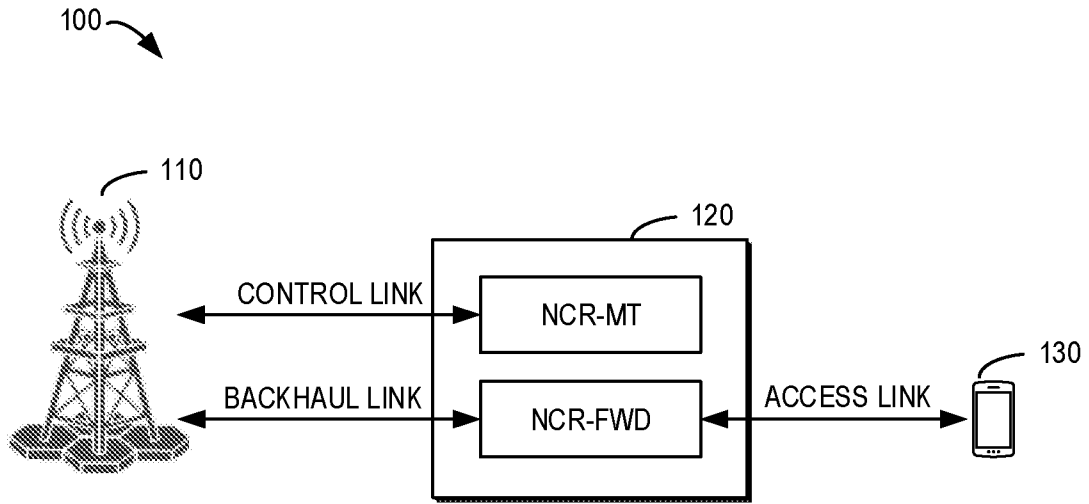 100
110
120
CONTROL LINK
NCR-MT
130
BACKHAUL LINK
NCR-FWD
ACCESS LINK